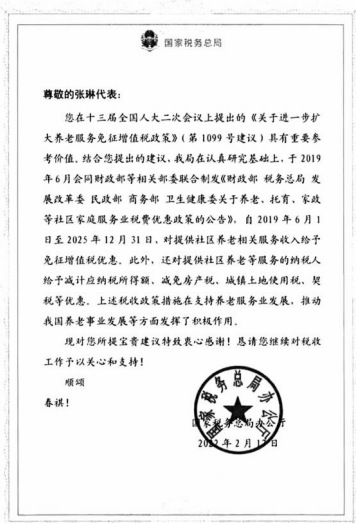 国家税务总局
尊敬的张琳代表：
您在十三届全国人大二次会议上提出的《关于进一步扩
大养老服务免征增值税政策》（第1099号建议）具有重要参
考价值、结合您提出的建议，我局在认真研究基础上，于2019
年6月会同财政部等相关部委联合制发《财政部 税务总局 发
展改革委 民政部 商务部 卫生健康委关于养老、托育、家政
等社区家庭服务业税费优惠政策的公告》，自2019年6月1
日至2025年12月31日，对提供社区养老相关服务收入给予
免征增值税优惠。此外，还对提供社区养老等服务的纳税人
给予减计应纳税所得额、减免房产税、城镇土地使用税、契
税等优惠。上述税收政策措施在支持养老服务业发展，推动
我国养老事业发展等方面发挥了积极作用。
现对您所提宝贵建议特致衷心感谢！恳请您继续对税收
工作予以关心和支持！
顺颂
春祺！
国家税务总局办公厅
国家税务总局办公厅
2022年2月17日